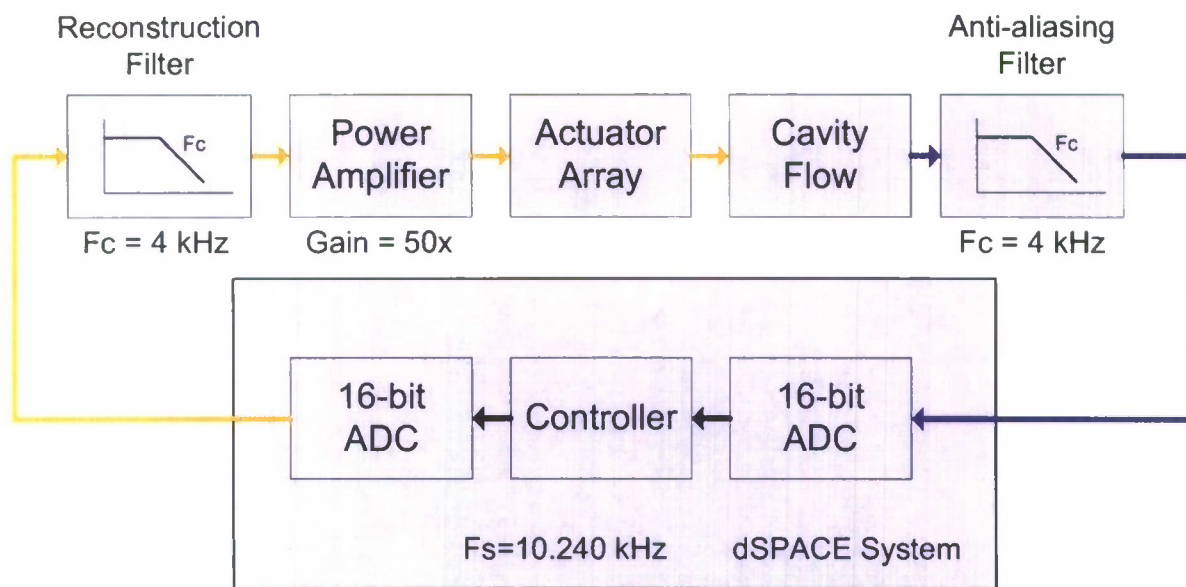 Reconstruction
Filter
Anti-aliasing
Filter
Fc
Power
Amplifier
Actuator
Array
Cavity
Flow
Fc
Fc = 4 kHz
Gain = 50x
Fc = 4 kHz
16-bit
ADC
Controller
16-bit
ADC
Fs=10.240 kHz
dSPACE System